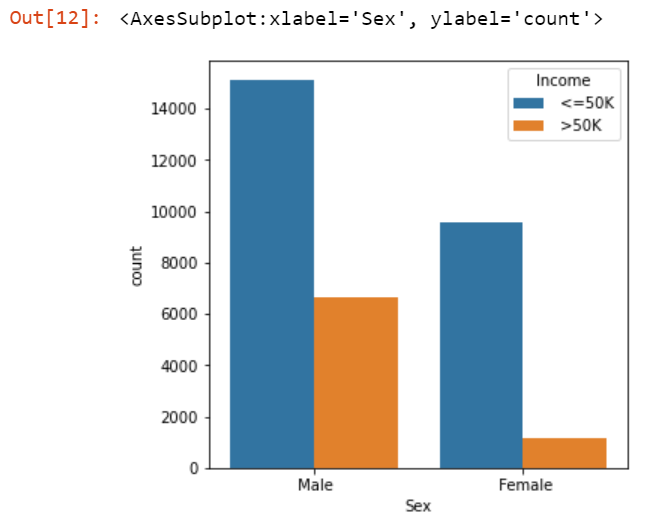 Out[12]: <AxesSubplot:xlabel='Sex', ylabel='count'>
Income
<=50K
>50K
14000
12000
10000
8000
6000
4000
2000
0
count
Male Female
Sex